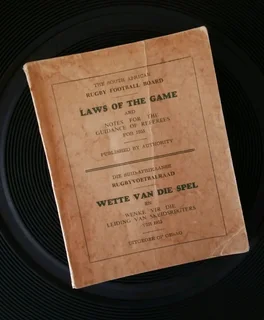 THE SOUTH AFRICAN
RUGBY FOOTBALL BOARD
LAWS OF THE GAME
AND
NOTES FOR THE
GUIDANCE OF REFEREES
PUBLISHED BY AUTHORITY
DIE SUID-AFRIKAANSE
RUGBYVOETBALRAAD
WETTE VAN DIE SPEL
EN
WENKE VIR DIE
LEIDING VAN SKEIDSREGTERS
UITGEGEE OP GESAG